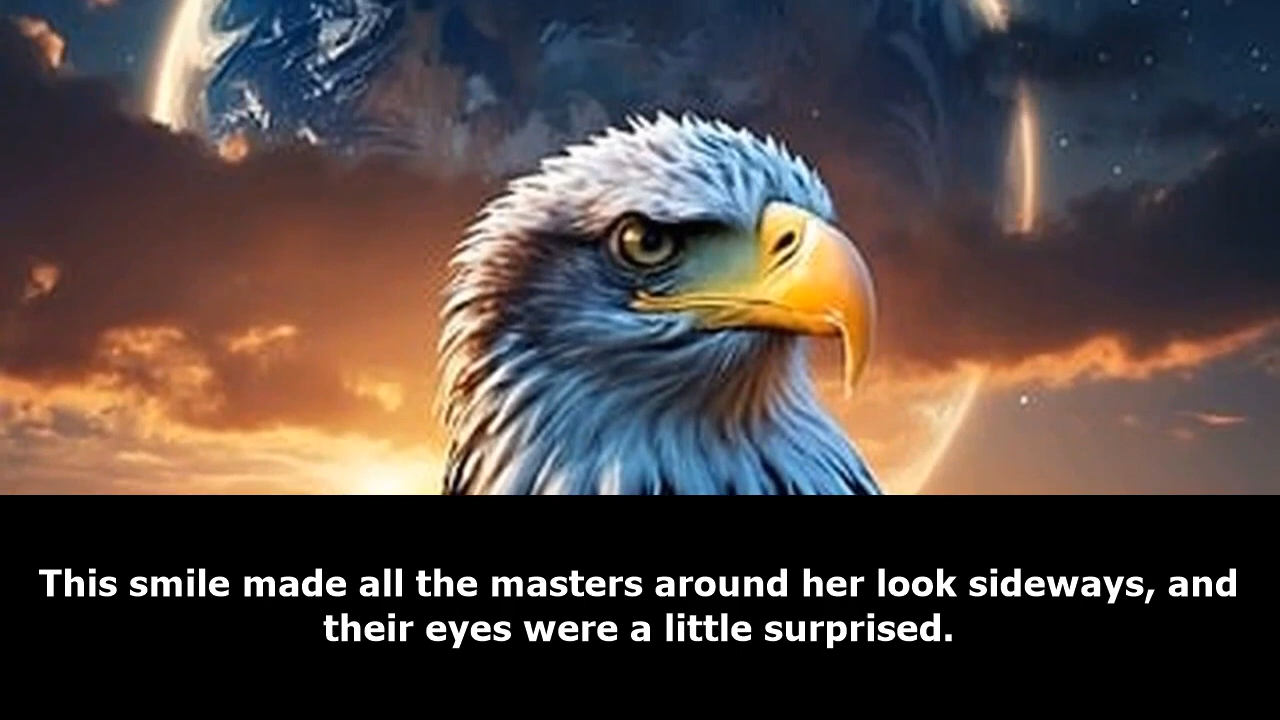 This smile made all the masters around her look sideways, and
their eyes were a little surprised.